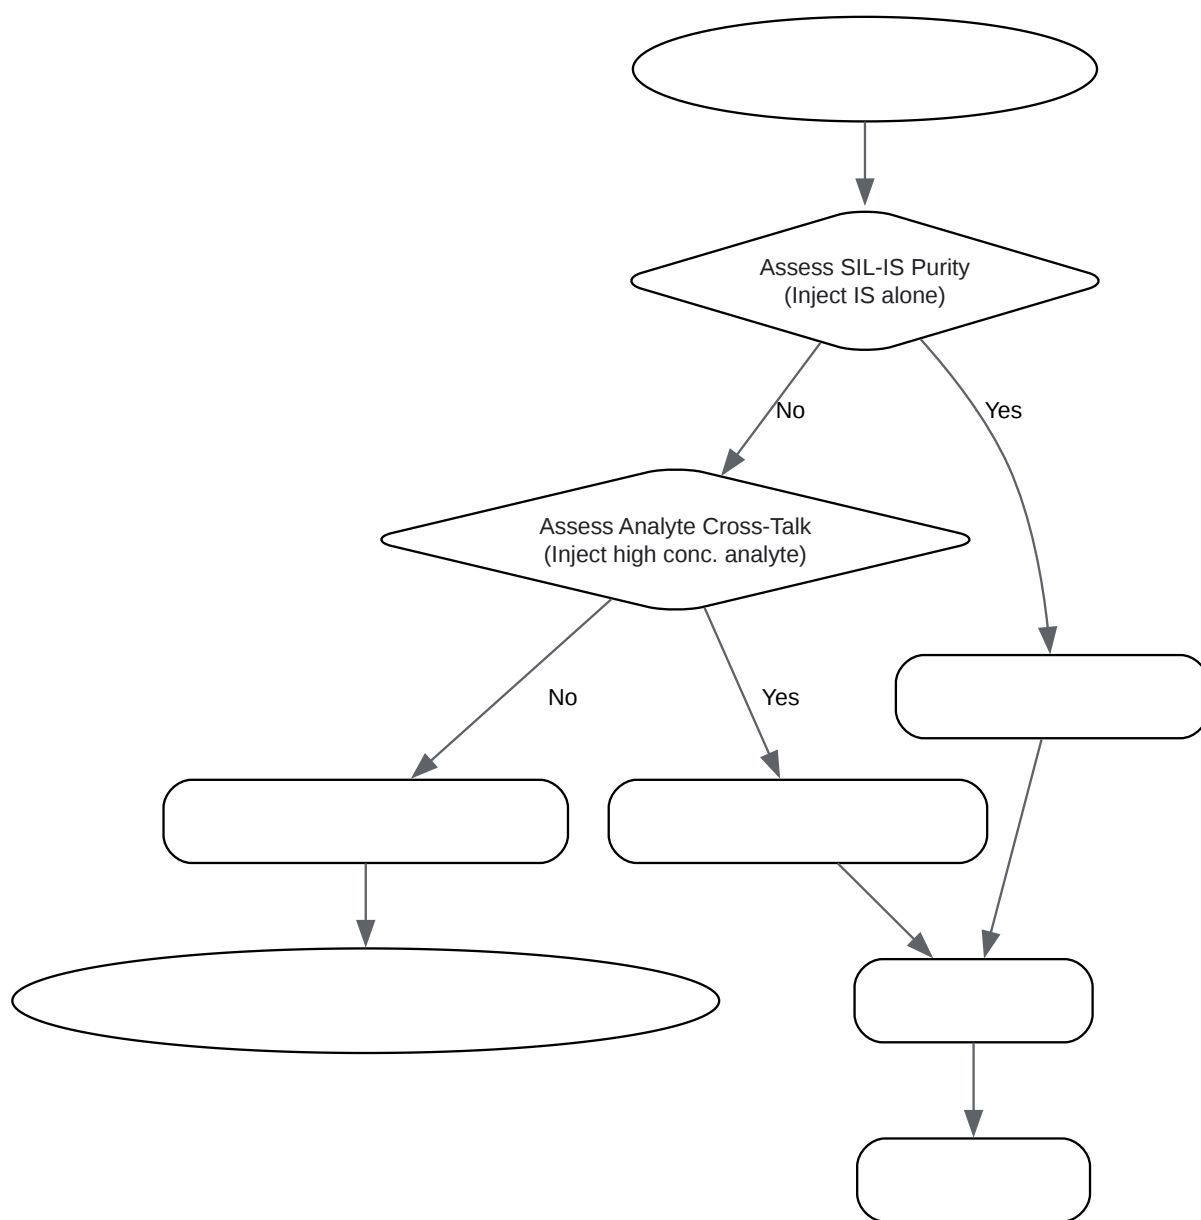 Assess SIL-IS Purity
(Inject IS alone)
No
Yes
Assess Analyte Cross-Talk
(Inject high conc. analyte)
No
Yes